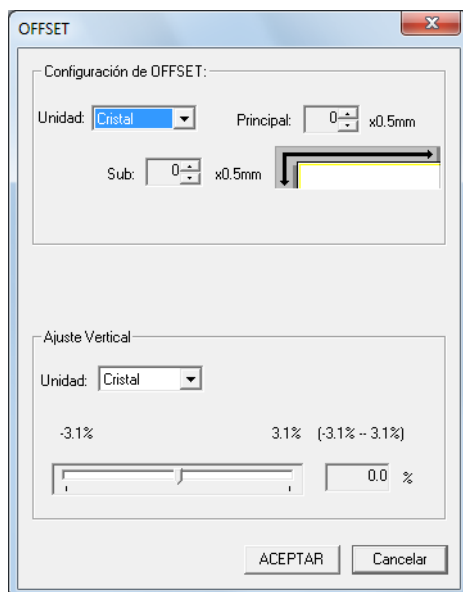 OFFSET
Configuración de OFFSET:
Unidad: Cristal Principal: 0 x0.5mm
Sub: 0 x0.5mm
Ajuste Vertical
Unidad: Cristal
-3.1% 3.1% (-3.1% -- 3.1%)
0.0 %
ACEPTAR Cancelar